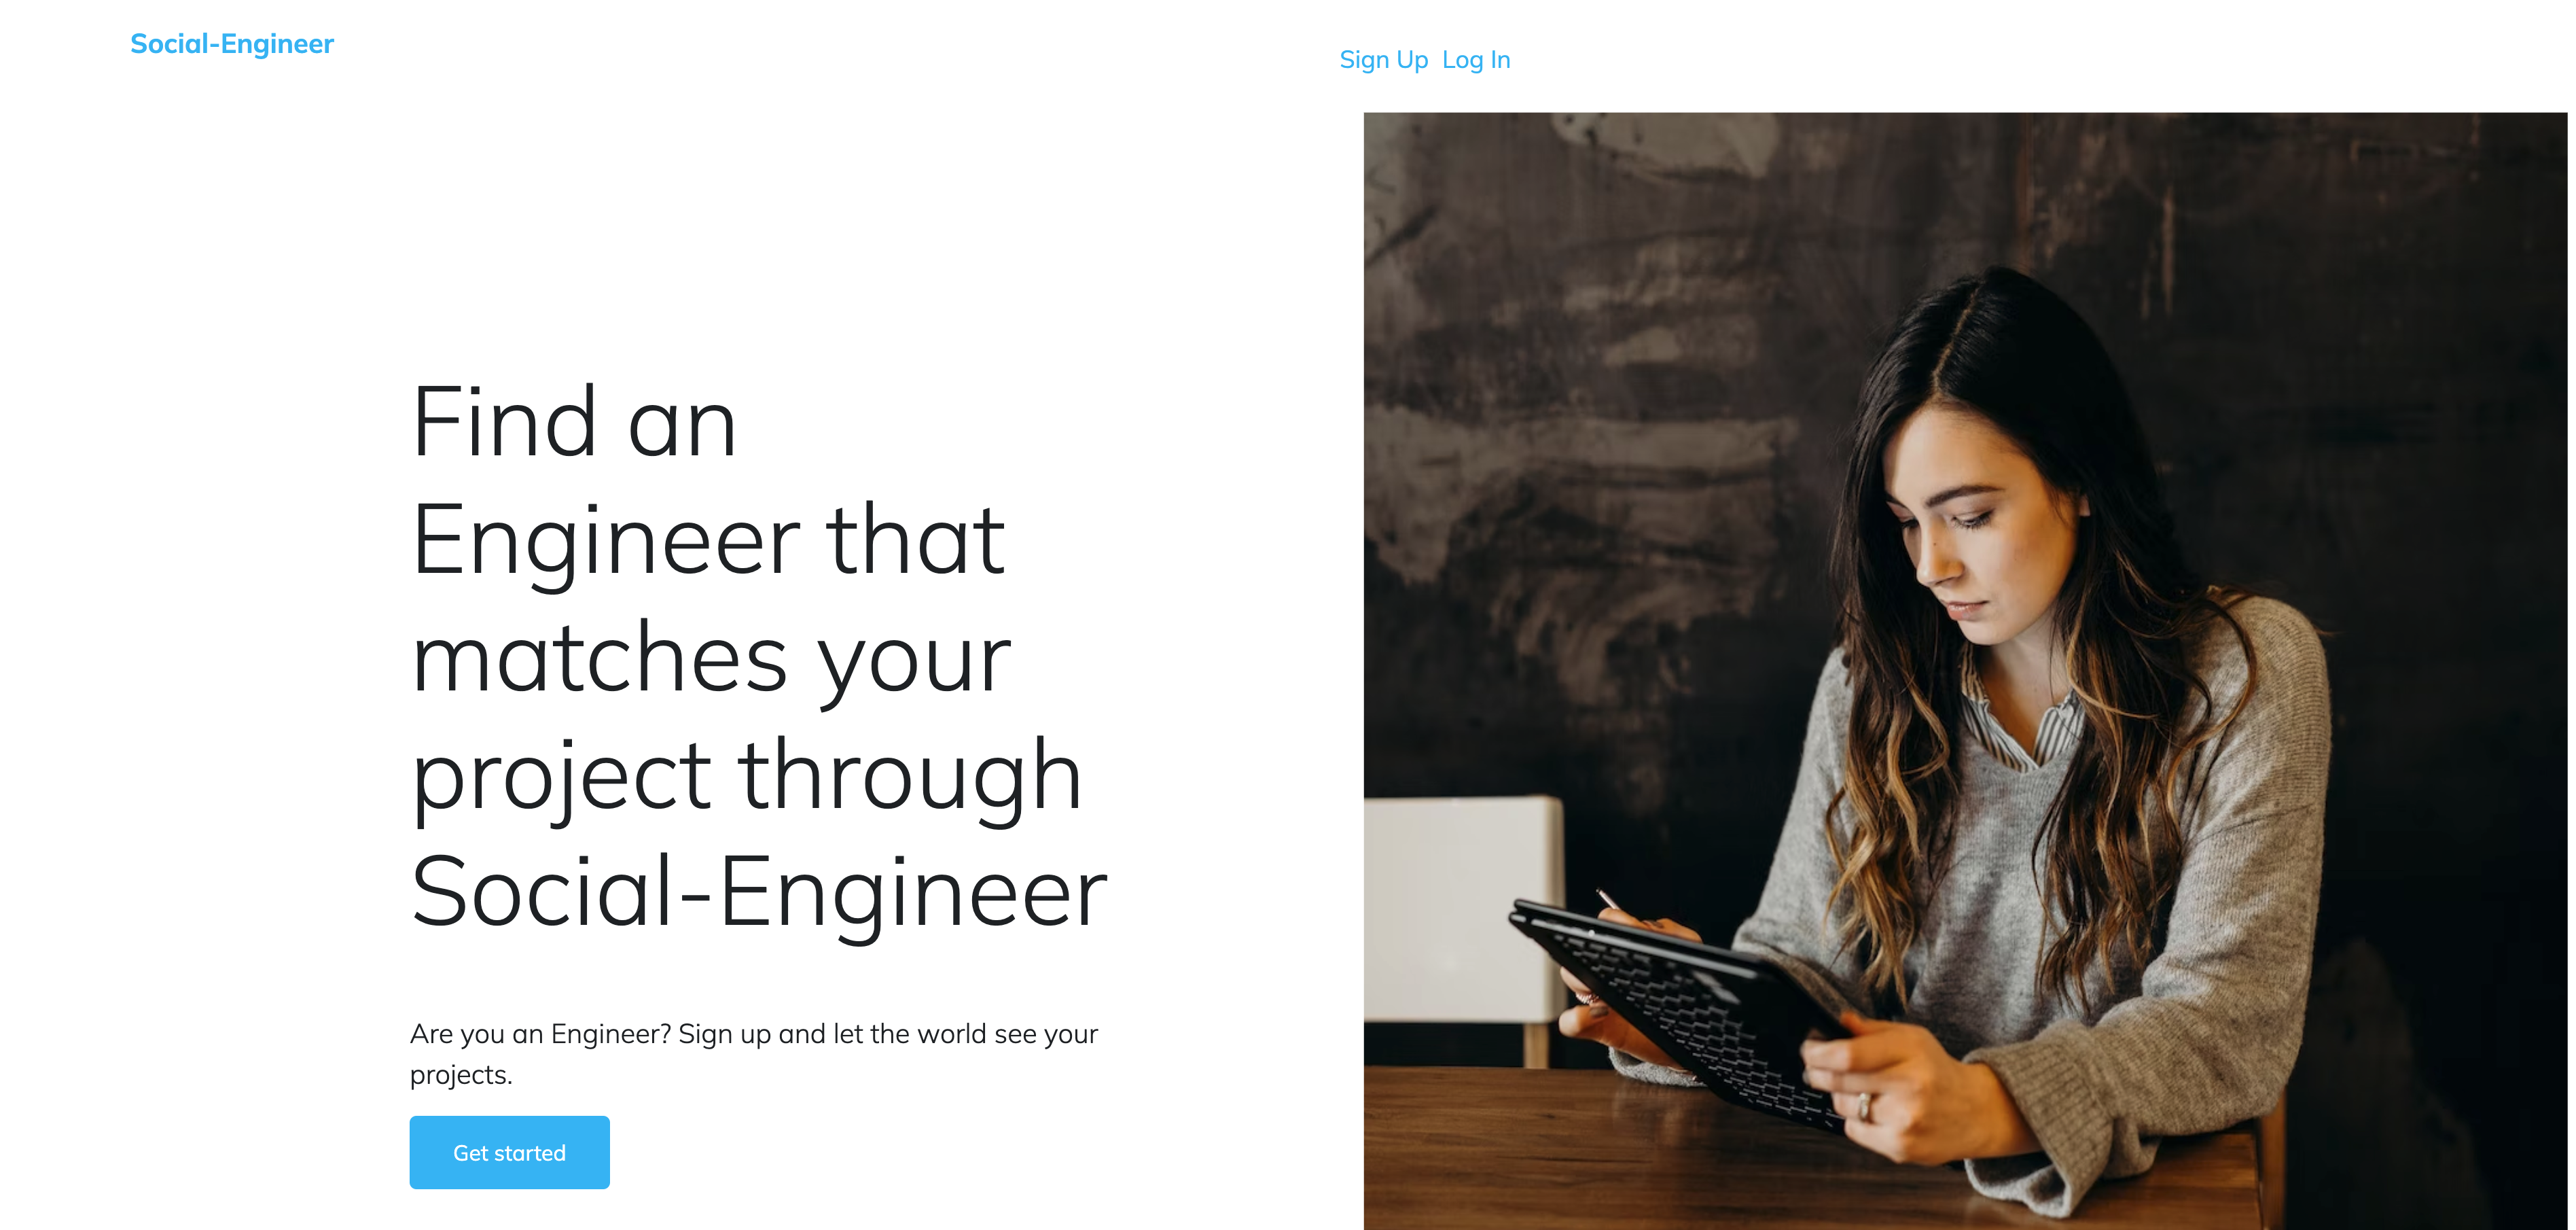 Social-Engineer
Sign Up Log In
Find an
Engineer that
matches your
project through
Social-Engineer
Are you an Engineer? Sign up and let the world see your
projects.
Get started